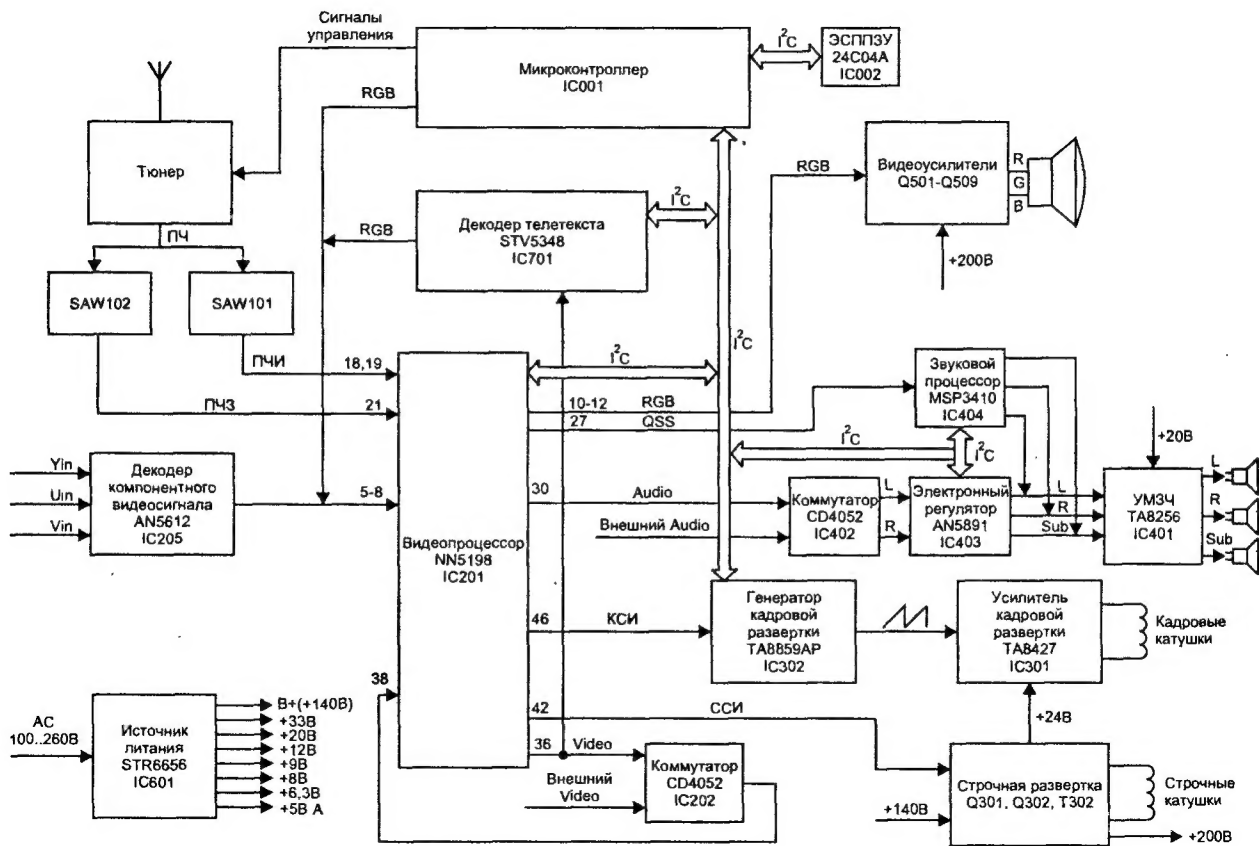 Сигналы
управления
Микроконтроллер
IC001
I²C
ЭСППЗУ
24C04A
IC002
RGB
Тюнер
ПЧ
SAW102
SAW101
Декодер телетекста
STV5348
IC701
RGB
I²C
RGB
Видеоусилители
Q501-Q509
R
G
B
+200В
ПЧИ
18,19
ПЧЗ
21
I²C
I²C
10-12
RGB
27
QSS
Звуковой
процессор
MSP3410
IC404
I²C
I²C
+20В
Yin
Uin
Vin
Декодер
компонентного
видеосигнала
AN5612
IC205
5-8
Видеопроцессор
NN5198
IC201
30
Audio
Внешний Audio
Коммутатор
CD4052
IC402
L
R
Электронный
регулятор
AN5891
IC403
L
R
Sub
УМЗЧ
TA8256
IC401
L
R
Sub
46
КСИ
Генератор
кадровой
развертки
TA8859AP
IC302
Усилитель
кадровой
развертки
TA8427
IC301
Кадровые
катушки
38
42
ССИ
+24В
36
Video
Внешний
Video
Коммутатор
CD4052
IC202
AC
100..260В
Источник
питания
STR6656
IC601
B+(+140В)
+33В
+20В
+12В
+9В
+8В
+6,3В
+5В А
+140В
Строчная развертка
Q301, Q302, T302
Строчные
катушки
+200В